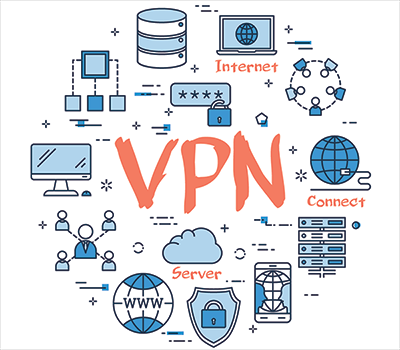 Internet
****
VPN
Connect
Server
WWW